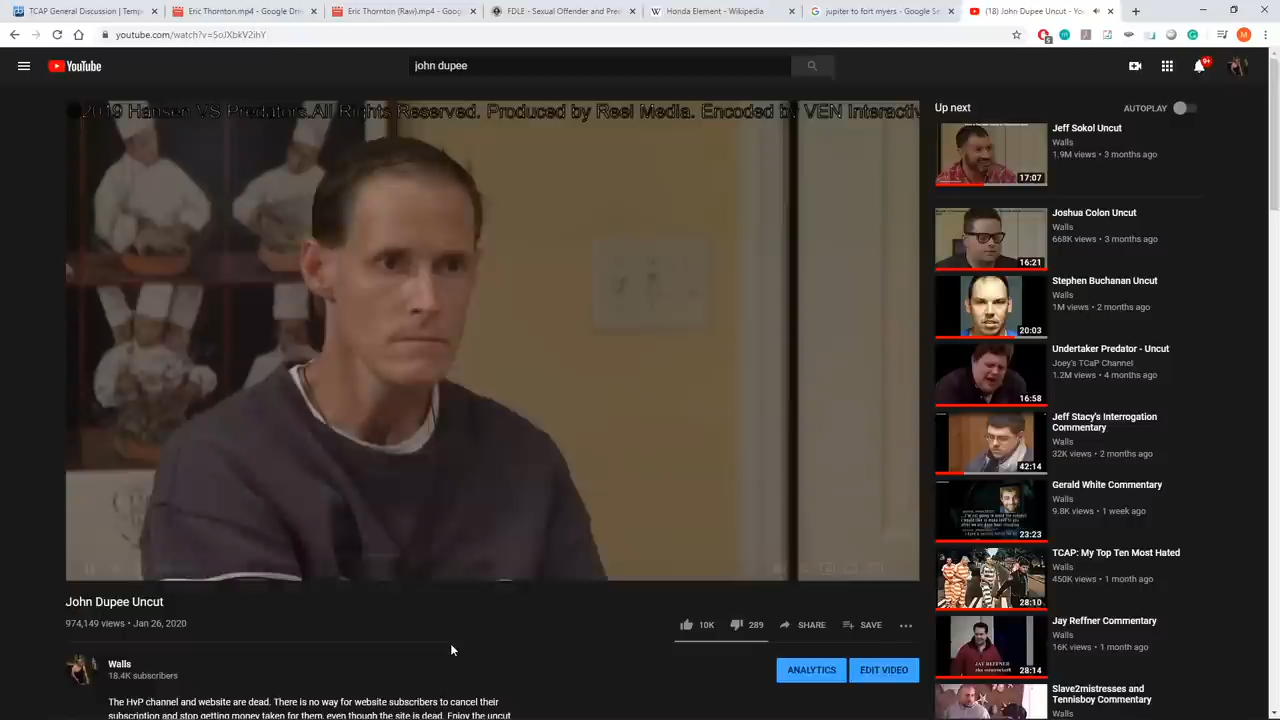 TCAP General Discussion | Temp
Eric Thornton.mp4 - Google Driv
Eric Thornton (Raw).mp4 - Goog
FDLE - Sexual Offender and Pre
Honda Element - Wikipedia
jupiter to fort myers - Google S
(18) John Dupee Uncut - Yo
youtube.com/watch?v=5oJXbkV2ihY
YouTube
john dupee
9+
2019 Hansen VS Predators.All Rights Reserved. Produced by Reel Media. Encoded by VEN Interactiv
Up next
AUTOPLAY
Jeff Sokol Uncut
Walls
1.9M views • 3 months ago
17:07
Joshua Colon Uncut
Walls
668K views • 3 months ago
16:21
Stephen Buchanan Uncut
Walls
1M views • 2 months ago
20:03
Undertaker Predator - Uncut
Joey's TCaP Channel
1.2M views • 4 months ago
16:58
Jeff Stacy's Interrogation
Commentary
Walls
32K views • 2 months ago
42:14
Gerald White Commentary
Walls
9.8K views • 1 week ago
23:23
TCAP: My Top Ten Most Hated
Walls
450K views • 1 month ago
28:10
Jay Reffner Commentary
Walls
16K views • 1 month ago
JAY REFFNER
28:14
Slave2mistresses and
Tennisboy Commentary
Walls
John Dupee Uncut
974,149 views • Jan 26, 2020
10K
289
SHARE
SAVE
Walls
18.4K subscribers
ANALYTICS
EDIT VIDEO
The HvP channel and website are dead. There is no way for website subscribers to cancel their
subscription and stop getting money taken for them, even though the site is dead. Enjoy the uncut